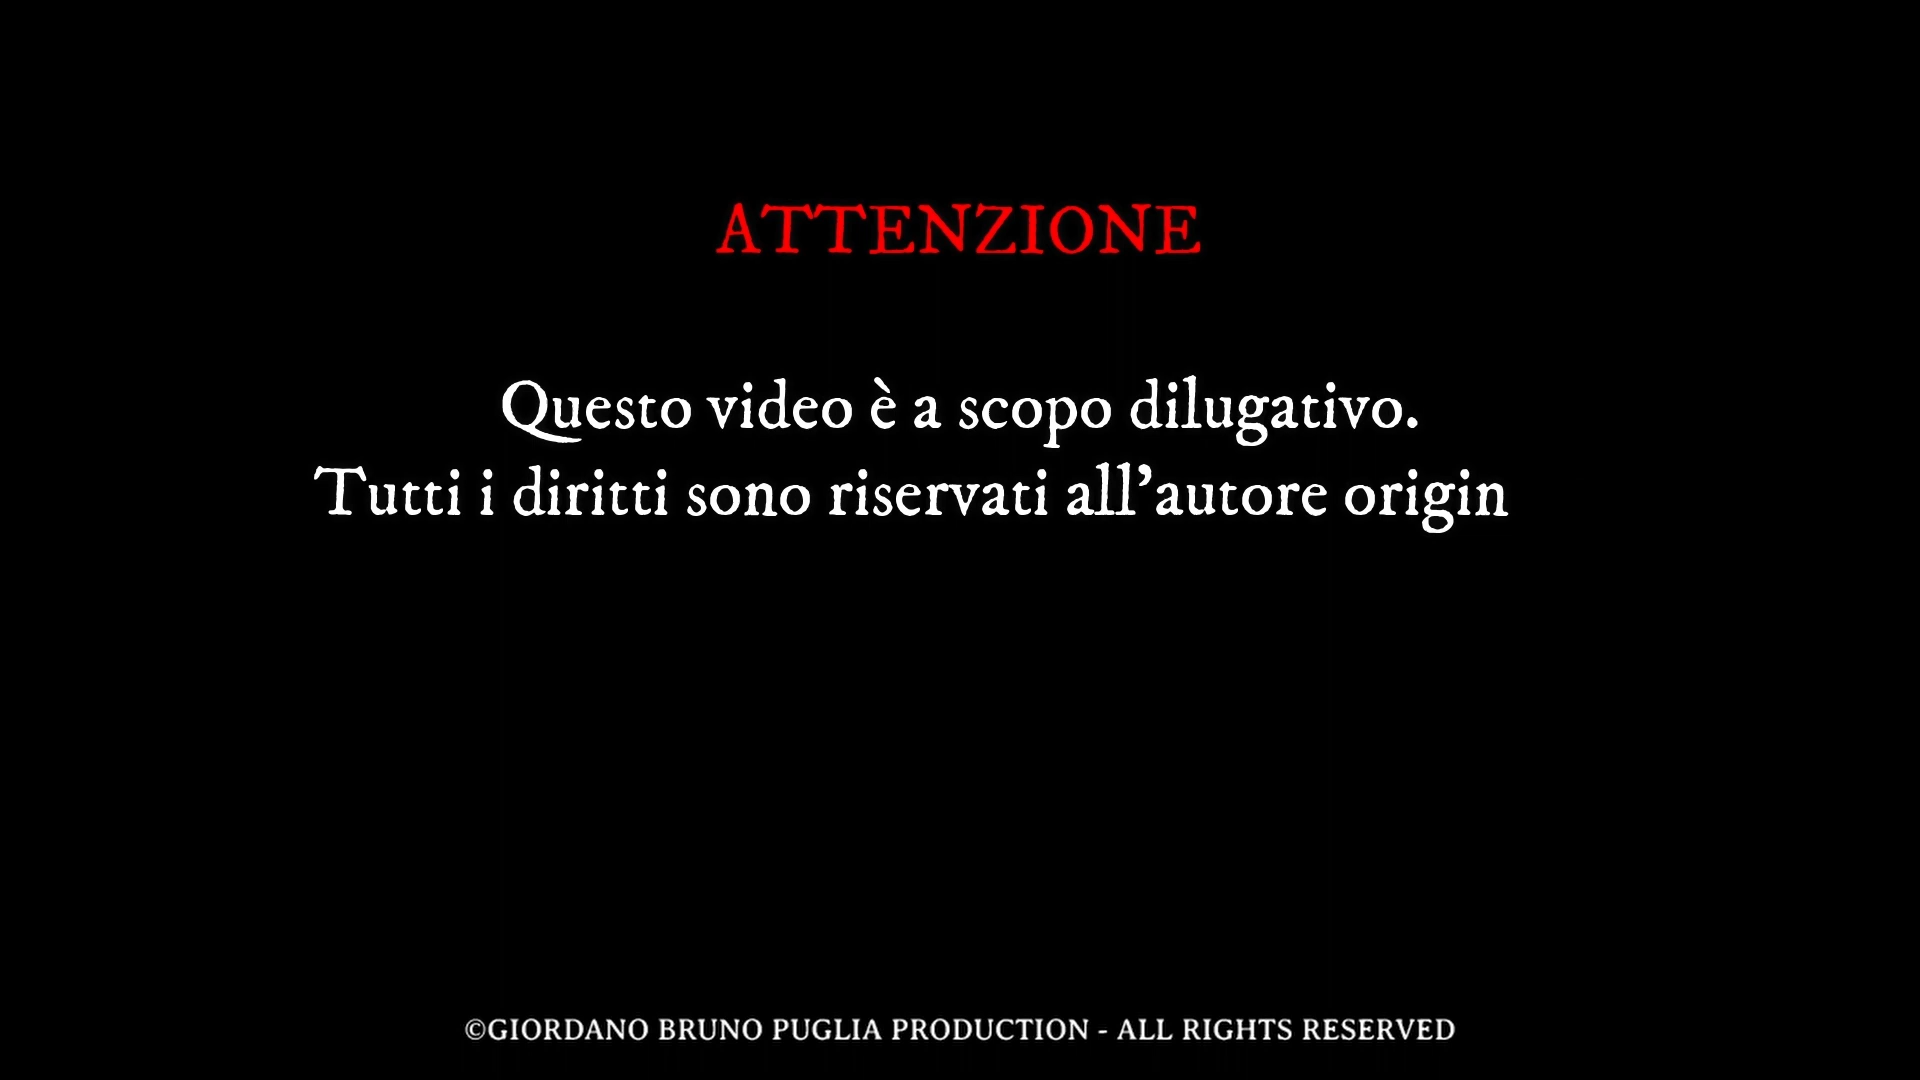 ATTENZIONE
Questo video è a scopo dilugativo.
Tutti i diritti sono riservati all'autore origin
©GIORDANO BRUNO PUGLIA PRODUCTION - ALL RIGHTS RESERVED